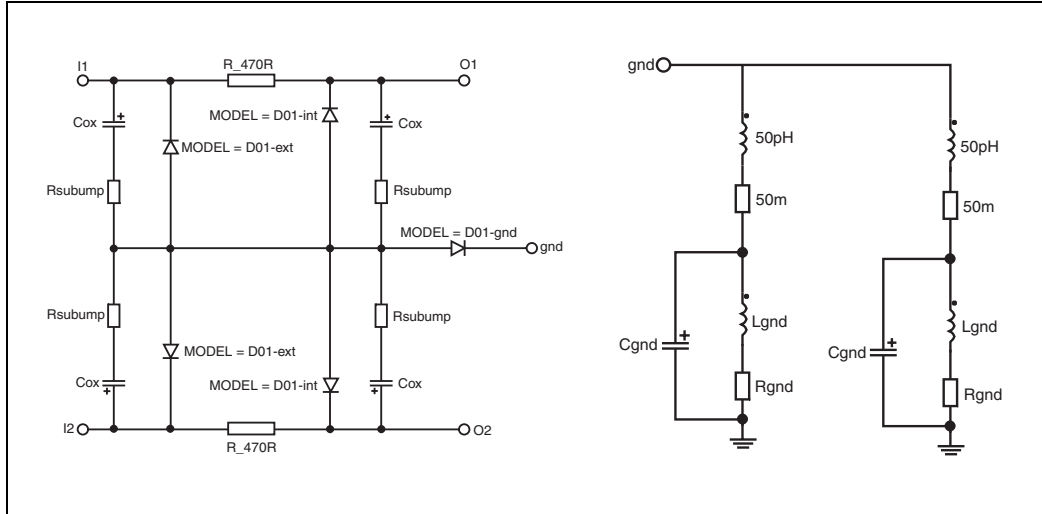 I1
R_470R
O1
Cox
MODEL = D01-int
Cox
MODEL = D01-ext
Rsubump
Rsubump
MODEL = D01-gnd
gnd
Rsubump
Rsubump
MODEL = D01-ext
Cox
MODEL = D01-int
Cox
I2
R_470R
O2
gnd
50pH
50pH
50m
50m
Lgnd
Lgnd
Cgnd
Cgnd
Rgnd
Rgnd